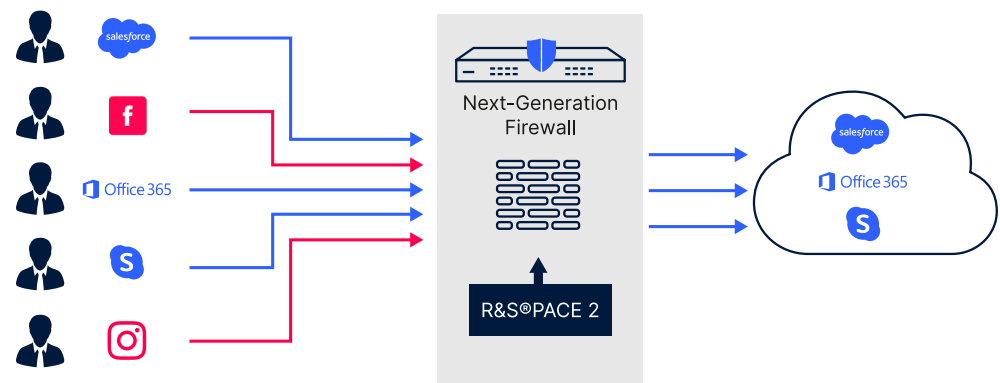 salesforce
f
Office 365
S
Next-Generation
Firewall
R&S®PACE 2
salesforce
Office 365
S